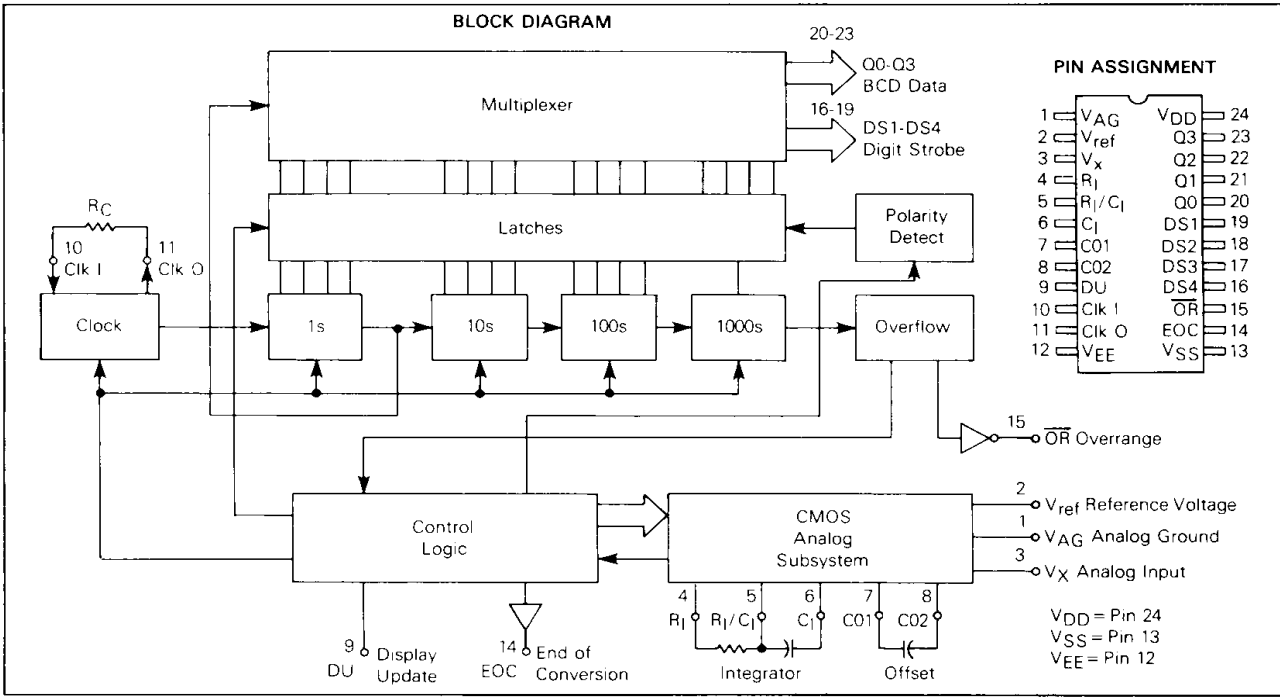 BLOCK DIAGRAM
Multiplexer
20-23
Q0-Q3
BCD Data
16-19
DS1-DS4
Digit Strobe
Latches
Polarity
Detect
RC
10
Clk I
11
Clk O
Clock
1s
10s
100s
1000s
Overflow
15
OR Overrange
Control
Logic
CMOS
Analog
Subsystem
2
Vref Reference Voltage
1
VAG Analog Ground
3
VX Analog Input
4
RI
5
RI/CI
6
CI
7
C01
8
C02
Integrator
Offset
9
DU
Display
Update
14
EOC
End of
Conversion
VDD = Pin 24
VSS = Pin 13
VEE = Pin 12
PIN ASSIGNMENT
1 VAG VDD 24
2 Vref Q3 23
3 Vx Q2 22
4 RI Q1 21
5 RI/CI Q0 20
6 CI DS1 19
7 C01 DS2 18
8 C02 DS3 17
9 DU DS4 16
10 Clk I OR 15
11 Clk O EOC 14
12 VEE VSS 13